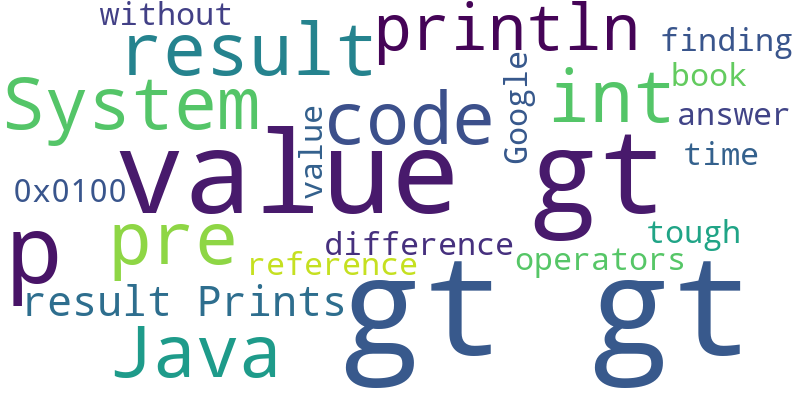 without
println
result
finding
Google
book
System
int
code
value
answer
value
gt
time
0x0100
p
pre
tough
difference
reference
operators
gt gt
result Prints
Java